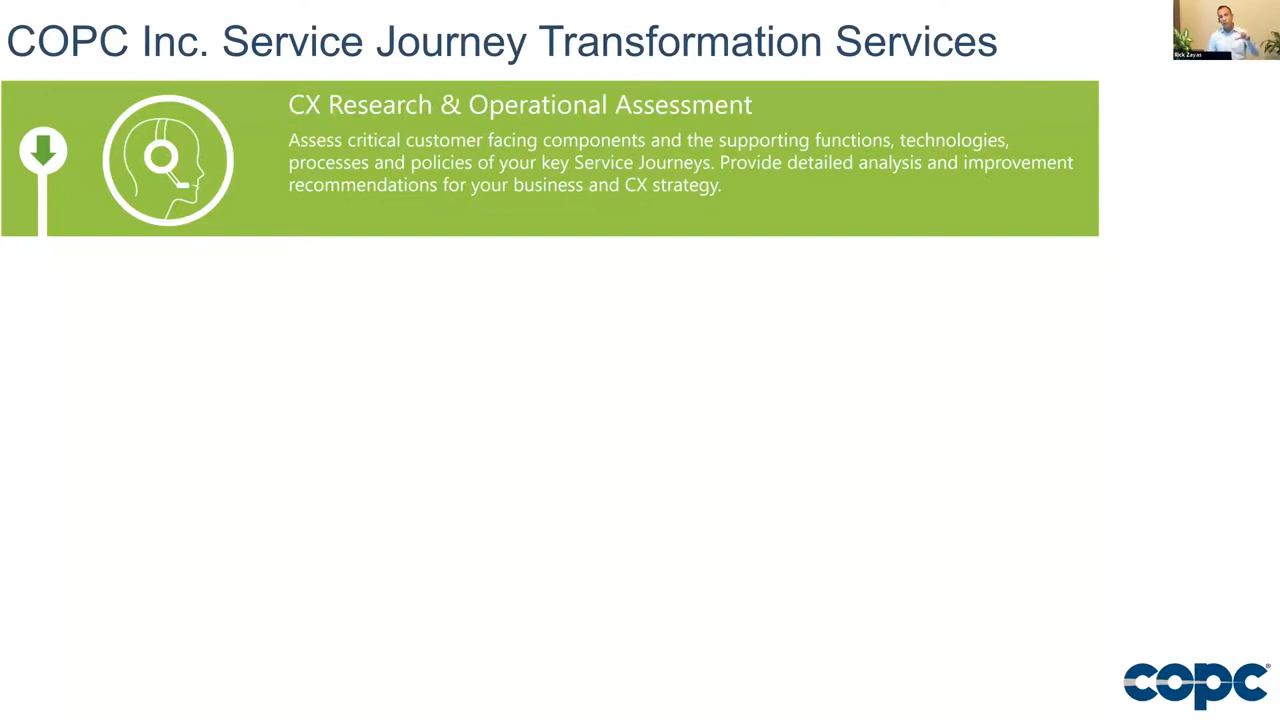 COPC Inc. Service Journey Transformation Services
Rick Zayas
CX Research & Operational Assessment
Assess critical customer facing components and the supporting functions, technologies,
processes and policies of your key Service Journeys. Provide detailed analysis and improvement
recommendations for your business and CX strategy.
copc®